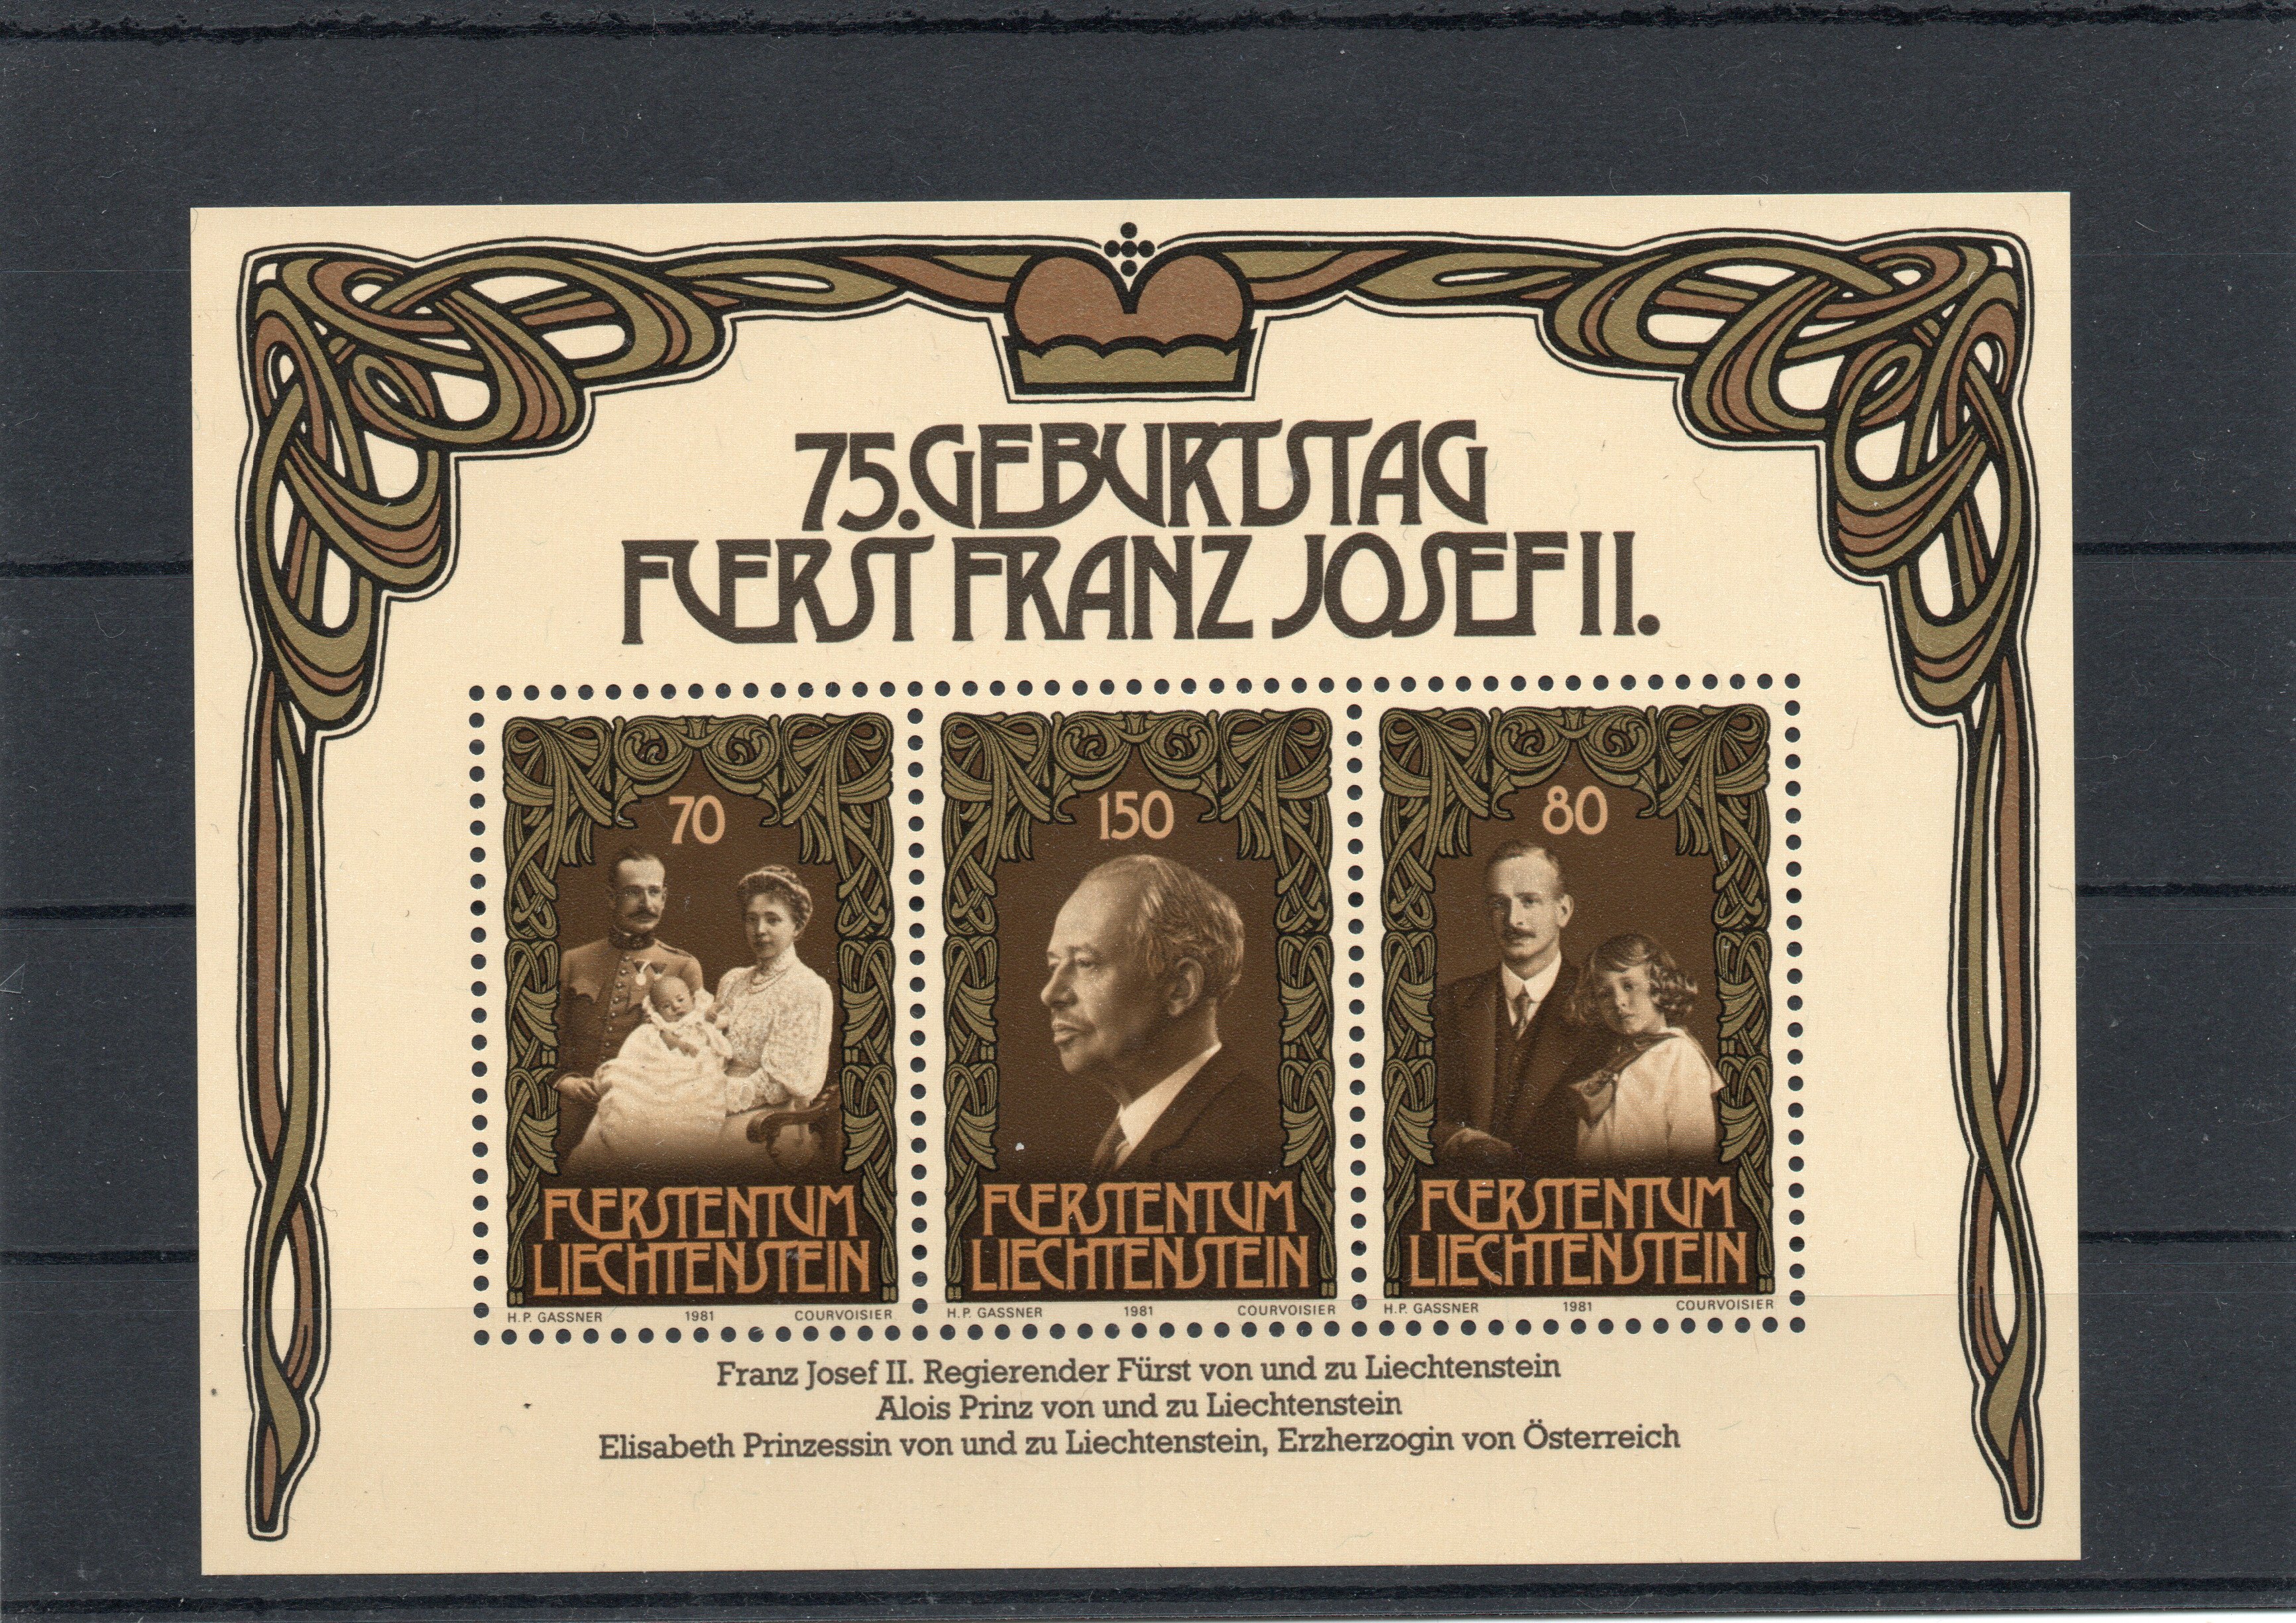 75. GEBURTSTAG
FUERST FRANZ JOSEF II.
70
150
80
FUERSTENTUM
LIECHTENSTEIN
FUERSTENTUM
LIECHTENSTEIN
FUERSTENTUM
LIECHTENSTEIN
H.P. GASSNER 1981 COURVOISIER
H.P. GASSNER 1981 COURVOISIER
H.P. GASSNER 1981 COURVOISIER
Franz Josef II. Regierender Fürst von und zu Liechtenstein
Alois Prinz von und zu Liechtenstein
Elisabeth Prinzessin von und zu Liechtenstein, Erzherzogin von Österreich